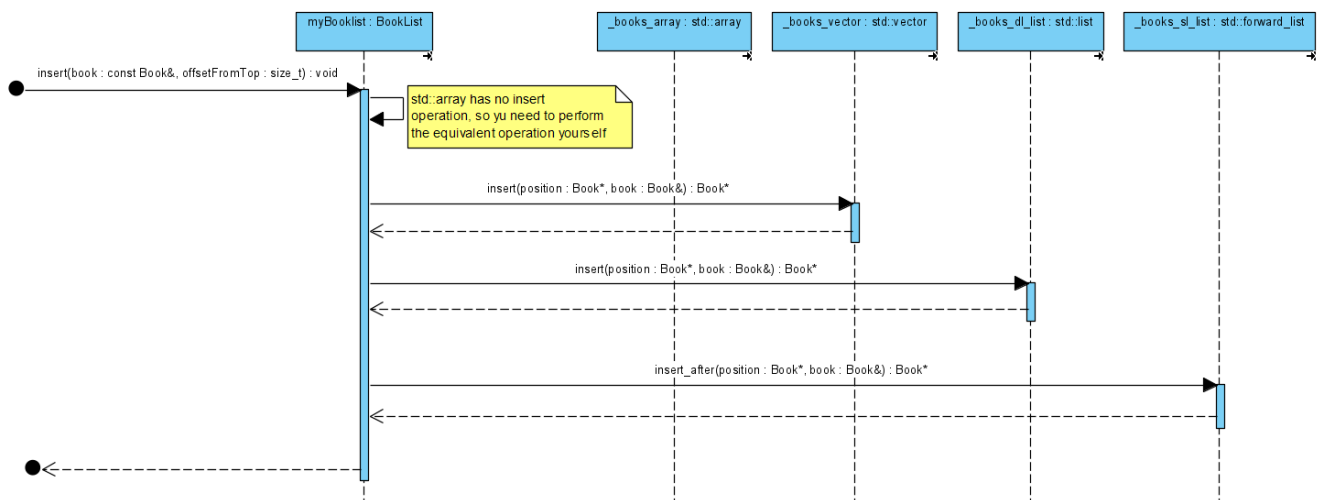 myBooklist : BookList
_books_array : std::array
_books_vector : std::vector
_books_dl_list : std::list
_books_sl_list : std::forward_list
insert(book : const Book&, offsetFromTop : size_t) : void
std::array has no insert
operation, so yu need to perform
the equivalent operation yourself
insert(position : Book*, book : Book&) : Book*
insert(position : Book*, book : Book&) : Book*
insert_after(position : Book*, book : Book&) : Book*